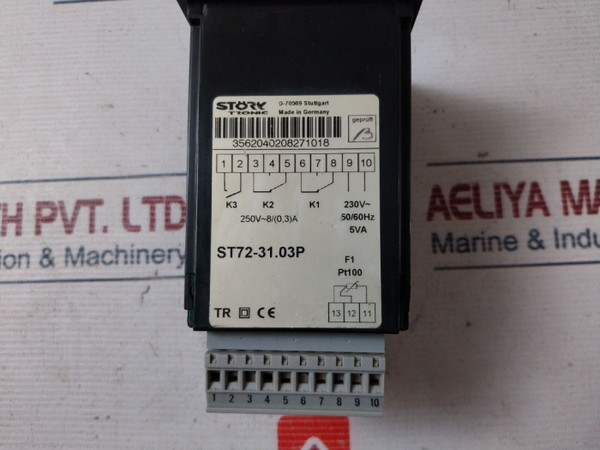 STÖRK
TRONIC
D-70569 Stuttgart
Made in Germany
geprüft
3562040208271018
1 2 3 4 5 6 7 8 9 10
K3 K2 K1 230V~
250V~8/(0,3)A 50/60Hz
5VA
ST72-31.03P
F1
Pt100
TR CE
13 12 11
1 2 3 4 5 6 7 8 9 10
TH PVT. LTD
ion & Machinery
AELIYA MA
Marine & Indu